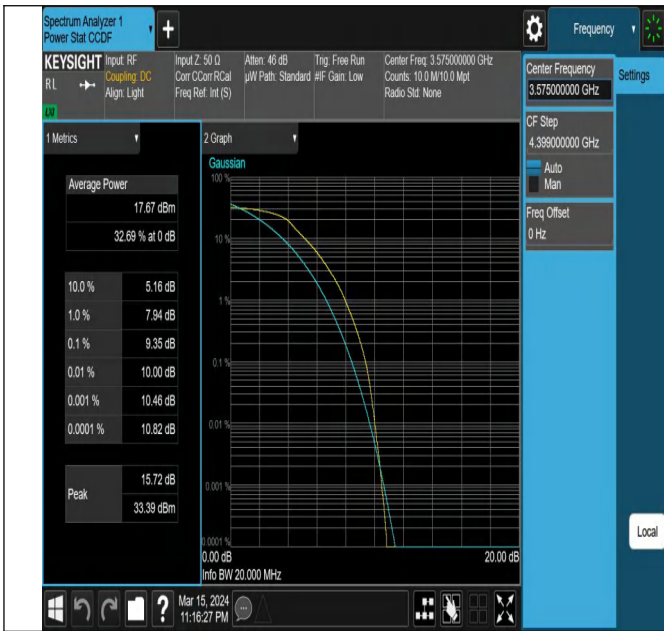 Spectrum Analyzer 1
Power Stat CCDF
Frequency
KEYSIGHT
RL
LXI
Input: RF
Coupling: DC
Align: Light
Input Z: 50 Ω
Corr CCorr RCal
Freq Ref: Int (S)
Atten: 46 dB
µW Path: Standard
Trig: Free Run
#IF Gain: Low
Center Freq: 3.575000000 GHz
Counts: 10.0 M/10.0 Mpt
Radio Std: None
Center Frequency
3.575000000 GHz
Settings
CF Step
4.399000000 GHz
Auto
Man
Freq Offset
0 Hz
1 Metrics
Average Power
17.67 dBm
32.69 % at 0 dB
10.0 % 5.16 dB
1.0 % 7.94 dB
0.1 % 9.35 dB
0.01 % 10.00 dB
0.001 % 10.46 dB
0.0001 % 10.82 dB
Peak
15.72 dB
33.39 dBm
2 Graph
Gaussian
100 %
10 %
1 %
0.1 %
0.01 %
0.001 %
0.0001 %
0.00 dB
20.00 dB
Info BW 20.000 MHz
Local
?
Mar 15, 2024
11:16:27 PM